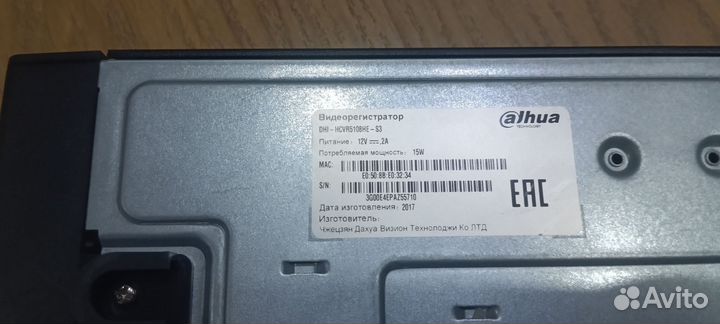 Видеорегистратор
DHI-HCVR5108HE-S3
Питание: 12V⎓,2A
Потребляемая мощность: 15W
MAC:
E0:50:8B:E0:32:34
S/N:
3G00E4EPAZ55710
Дата изготовления: 2017
Изготовитель:
Чжецзян Дахуа Визион Технолоджи Ко ЛТД
alhua
TECHNOLOGY
EAC
Avito